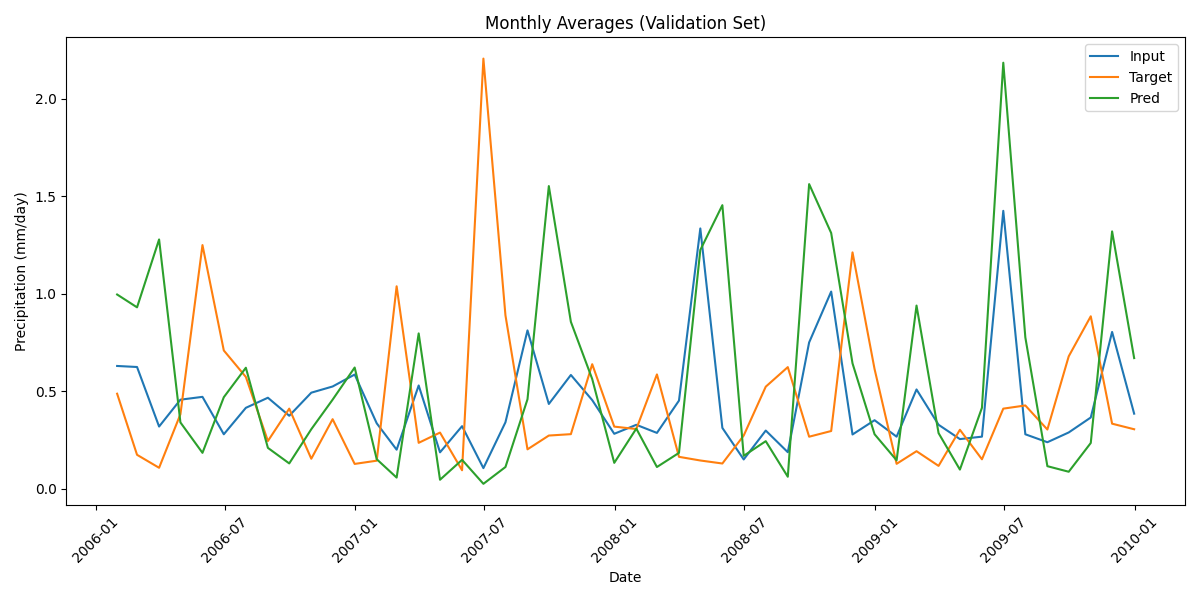 Monthly Averages (Validation Set)
Input
Target
Pred
Precipitation (mm/day)
2.0
1.5
1.0
0.5
0.0
2006-01
2006-07
2007-01
2007-07
2008-01
2008-07
2009-01
2009-07
2010-01
Date